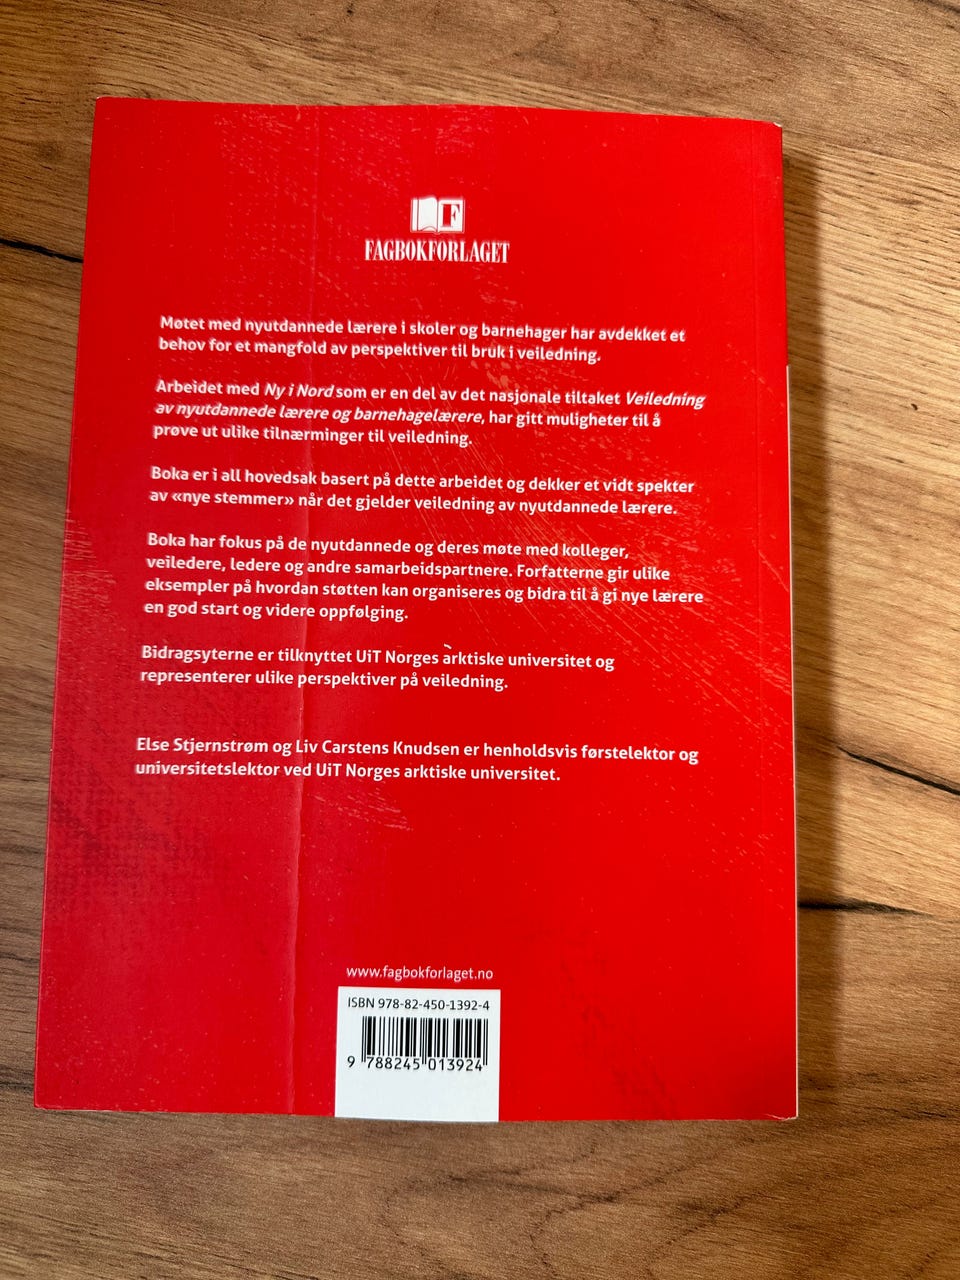 F
FAGBOKFORLAGET
Møtet med nyutdannede lærere i skoler og barnehager har avdekket et
behov for et mangfold av perspektiver til bruk i veiledning.
Arbeidet med Ny i Nord som er en del av det nasjonale tiltaket Veiledning
av nyutdannede lærere og barnehagelærere, har gitt muligheter til å
prøve ut ulike tilnærminger til veiledning.
Boka er i all hovedsak basert på dette arbeidet og dekker et vidt spekter
av «nye stemmer» når det gjelder veiledning av nyutdannede lærere.
Boka har fokus på de nyutdannede og deres møte med kolleger,
veiledere, ledere og andre samarbeidspartnere. Forfatterne gir ulike
eksempler på hvordan støtten kan organiseres og bidra til å gi nye lærere
en god start og videre oppfølging.
Bidragsyterne er tilknyttet UiT Norges arktiske universitet og
representerer ulike perspektiver på veiledning.
Else Stjernstrøm og Liv Carstens Knudsen er henholdsvis førstelektor og
universitetslektor ved UiT Norges arktiske universitet.
www.fagbokforlaget.no
ISBN 978-82-450-1392-4
9 788245 013924